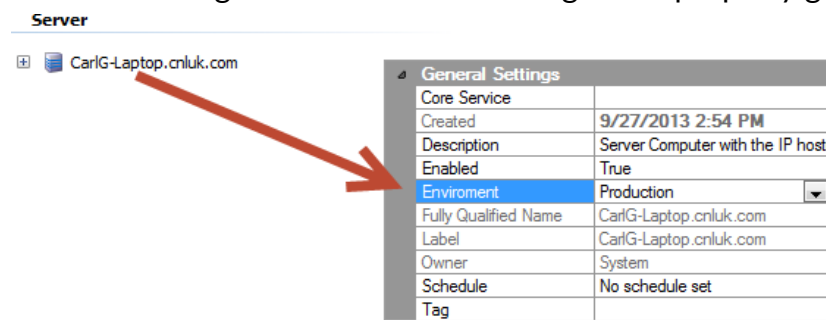 Server
CarlG-Laptop.cnluk.com
General Settings
Core Service
Created 9/27/2013 2:54 PM
Description Server Computer with the IP host
Enabled True
Enviroment Production
Fully Qualified Name CarlG-Laptop.cnluk.com
Label CarlG-Laptop.cnluk.com
Owner System
Schedule No schedule set
Tag